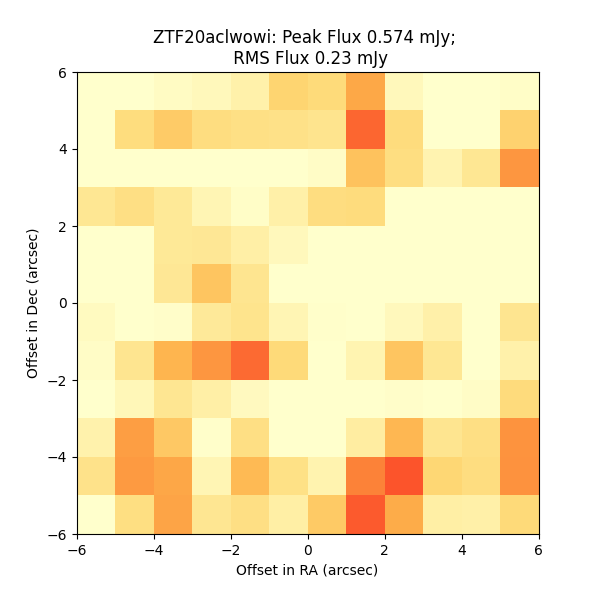 ZTF20aclwowi: Peak Flux 0.574 mJy;
RMS Flux 0.23 mJy
6
4
2
0
−2
−4
−6
Offset in Dec (arcsec)
−6 −4 −2 0 2 4 6
Offset in RA (arcsec)